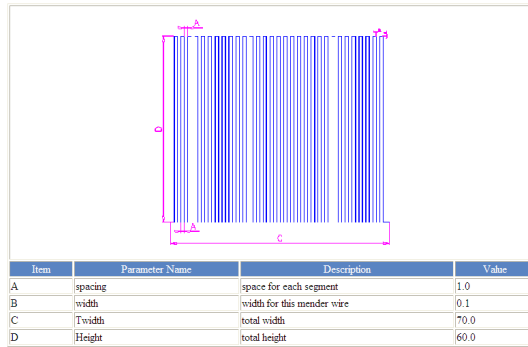 A
D
A
C
Item Parameter Name Description Value
A spacing space for each segment 1.0
B width width for this mender wire 0.1
C Twidth total width 70.0
D Height total height 60.0